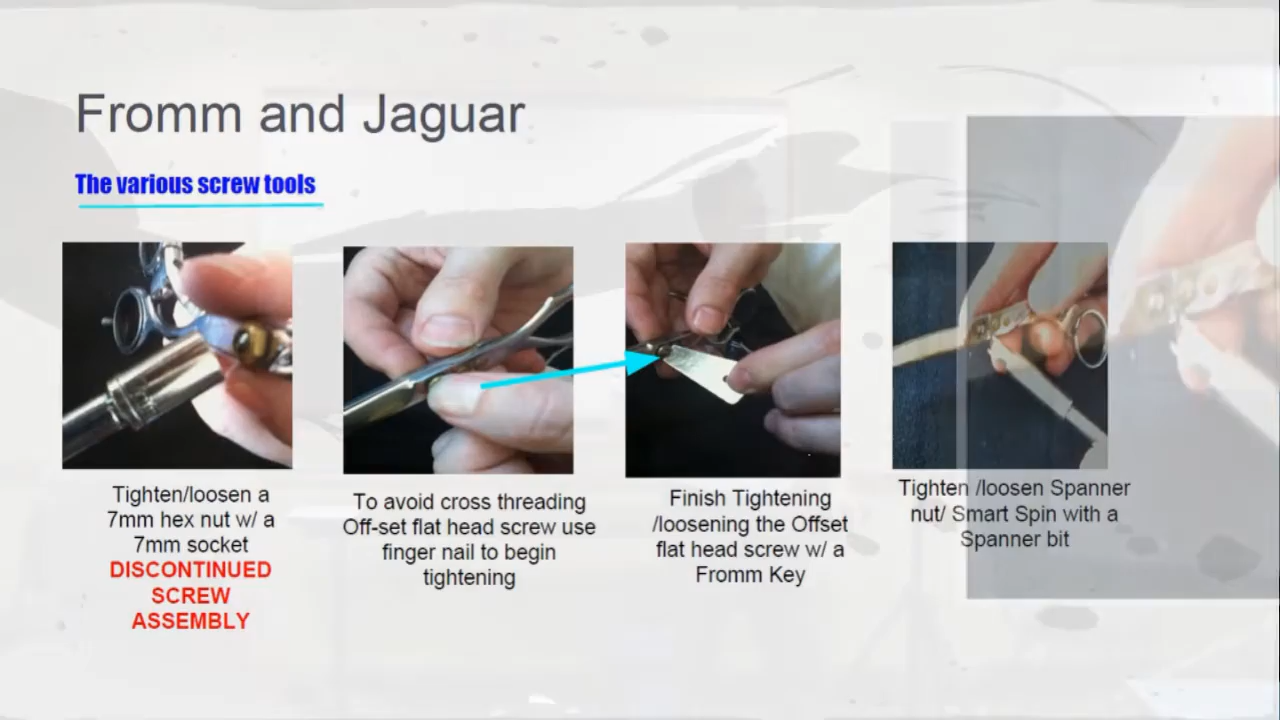 Fromm and Jaguar
The various screw tools
Tighten/loosen a
7mm hex nut w/ a
7mm socket
DISCONTINUED
SCREW
ASSEMBLY
To avoid cross threading
Off-set flat head screw use
finger nail to begin
tightening
Finish Tightening
/loosening the Offset
flat head screw w/ a
Fromm Key
Tighten /loosen Spanner
nut/ Smart Spin with a
Spanner bit